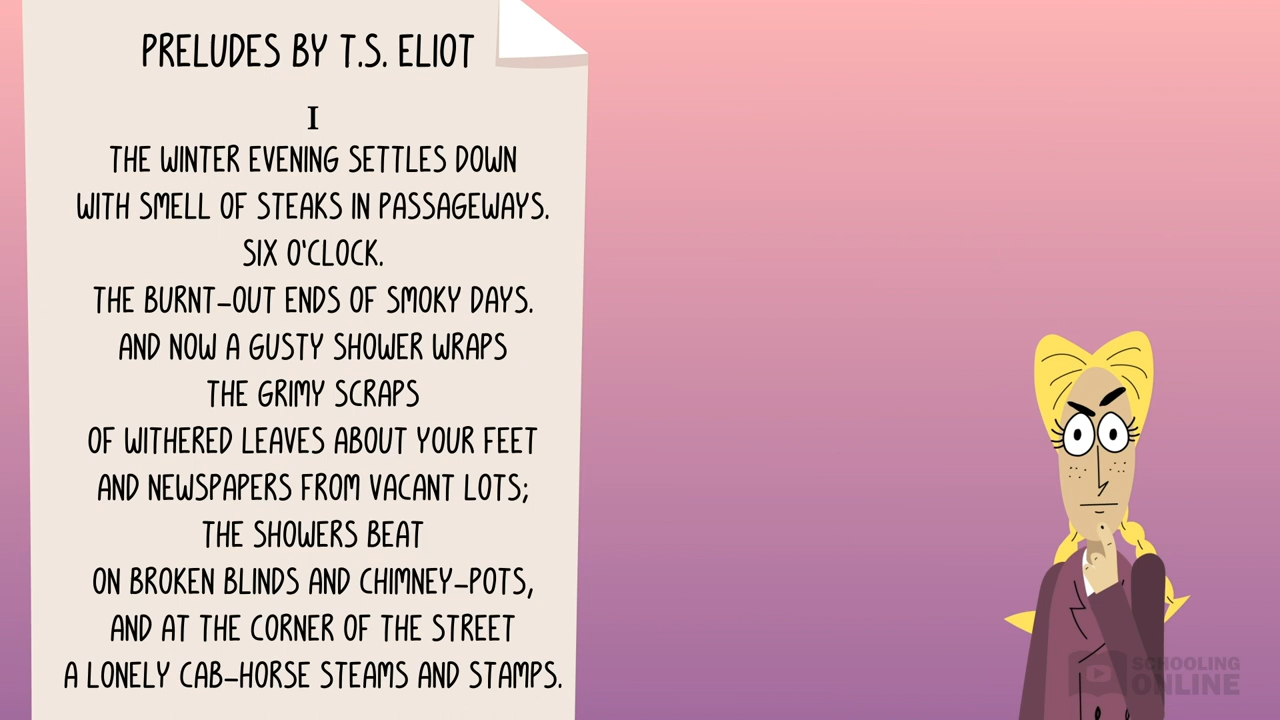 PRELUDES BY T.S. ELIOT
I
THE WINTER EVENING SETTLES DOWN
WITH SMELL OF STEAKS IN PASSAGEWAYS.
SIX O'CLOCK.
THE BURNT-OUT ENDS OF SMOKY DAYS.
AND NOW A GUSTY SHOWER WRAPS
THE GRIMY SCRAPS
OF WITHERED LEAVES ABOUT YOUR FEET
AND NEWSPAPERS FROM VACANT LOTS;
THE SHOWERS BEAT
ON BROKEN BLINDS AND CHIMNEY-POTS,
AND AT THE CORNER OF THE STREET
A LONELY CAB-HORSE STEAMS AND STAMPS.
SCHOOLING
ONLINE